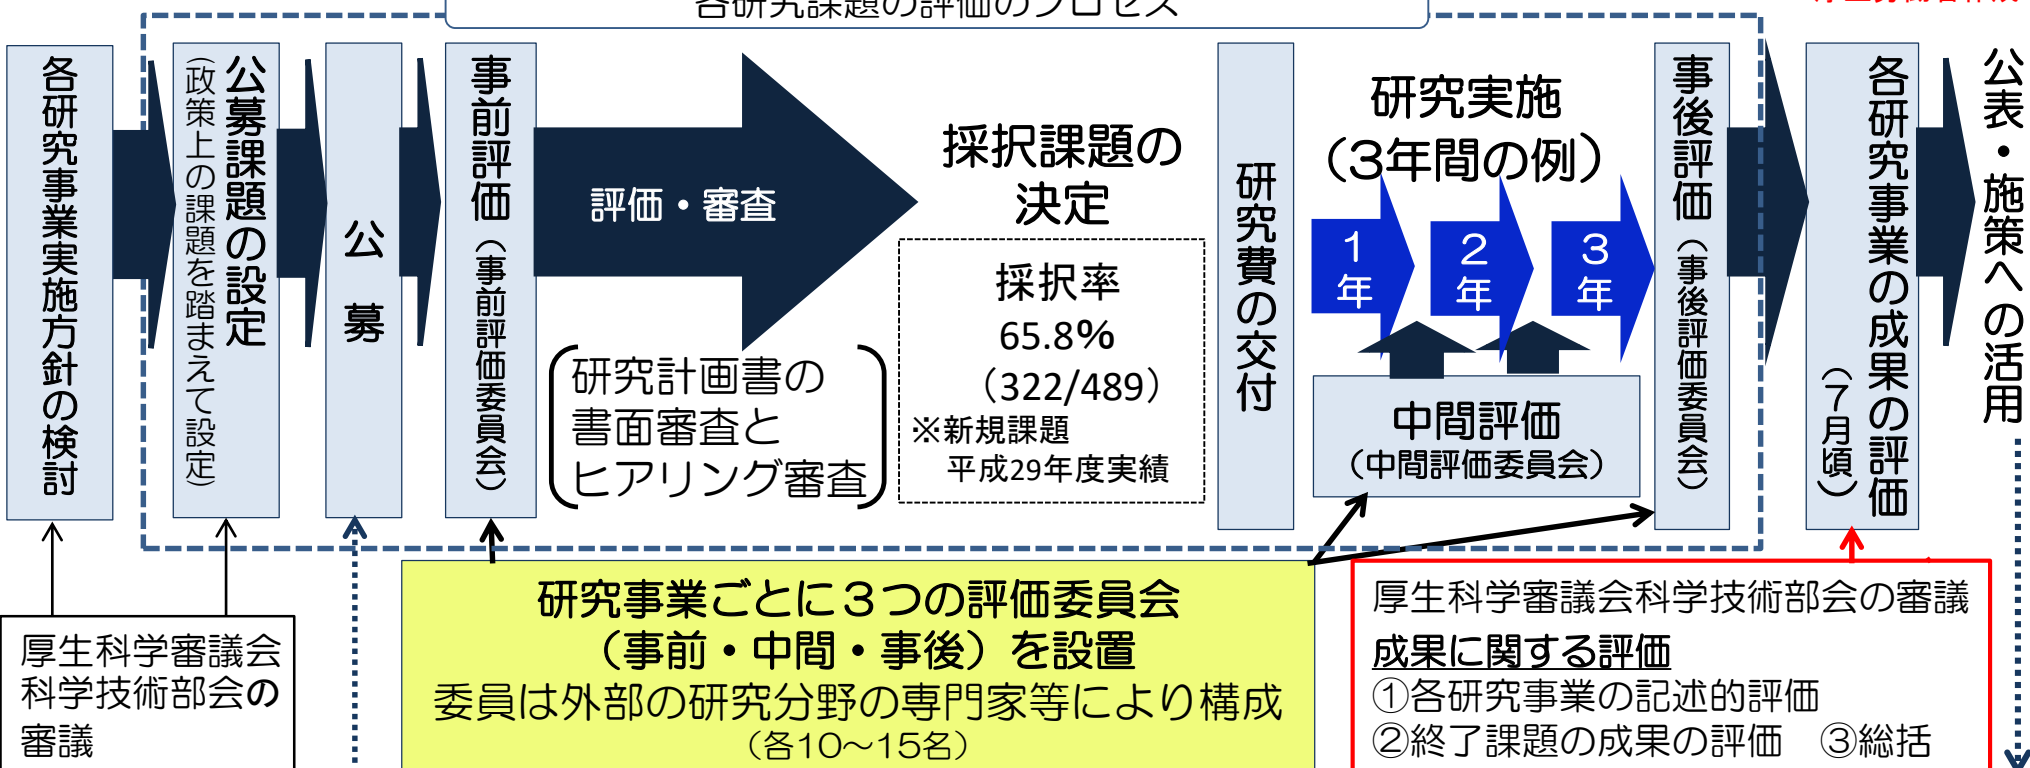 各研究課題の評価のプロセス
厚生労働省作成
各研究事業実施方針の検討
公募課題の設定
（政策上の課題を踏まえて設定）
公　募
事前評価（事前評価委員会）
評価・審査
研究計画書の
書面審査と
ヒアリング審査
採択課題の
決定
採択率
65.8%
（322/489）
※新規課題
平成29年度実績
研究費の交付
研究実施
（３年間の例）
１年
２年
３年
中間評価
（中間評価委員会）
事後評価（事後評価委員会）
各研究事業の成果の評価
（７月頃）
公表・施策への活用
厚生科学審議会
科学技術部会の
審議
研究事業ごとに３つの評価委員会
（事前・中間・事後）を設置
委員は外部の研究分野の専門家等により構成
（各10～15名）
厚生科学審議会科学技術部会の審議
成果に関する評価
①各研究事業の記述的評価
②終了課題の成果の評価　③総括